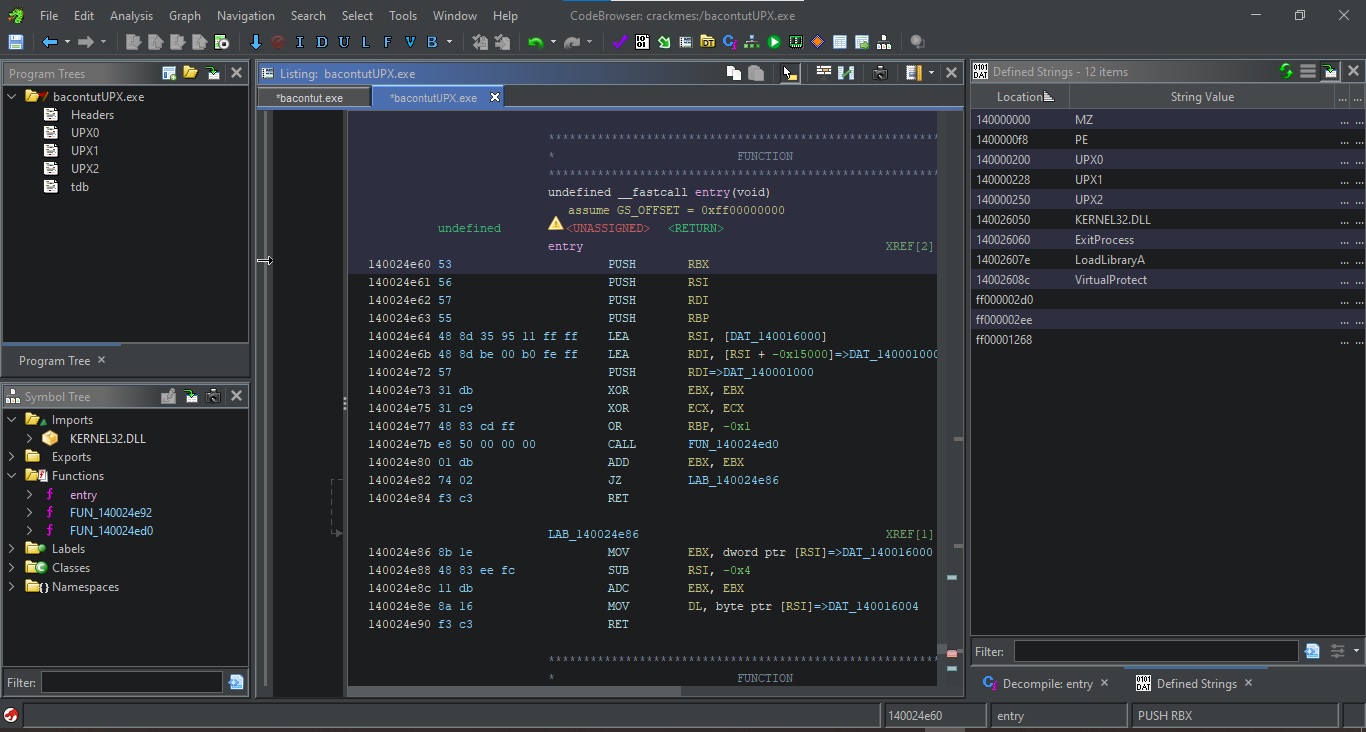 File Edit Analysis Graph Navigation Search Select Tools Window Help CodeBrowser: crackmes:/bacontutUPX.exe
I D U L F V B
Program Trees
bacontutUPX.exe
Headers
UPX0
UPX1
UPX2
tdb
Program Tree
Symbol Tree
Imports
KERNEL32.DLL
Exports
Functions
entry
FUN_140024e92
FUN_140024ed0
Labels
Classes
Namespaces
Filter:
Listing: bacontutUPX.exe
*bacontut.exe *bacontutUPX.exe
* FUNCTION
undefined __fastcall entry(void)
assume GS_OFFSET = 0xff00000000
undefined <UNASSIGNED> <RETURN>
entry XREF[2]
140024e60 53 PUSH RBX
140024e61 56 PUSH RSI
140024e62 57 PUSH RDI
140024e63 55 PUSH RBP
140024e64 48 8d 35 95 11 ff ff LEA RSI, [DAT_140016000]
140024e6b 48 8d be 00 b0 fe ff LEA RDI, [RSI + -0x15000]=>DAT_140001000
140024e72 57 PUSH RDI=>DAT_140001000
140024e73 31 db XOR EBX, EBX
140024e75 31 c9 XOR ECX, ECX
140024e77 48 83 cd ff OR RBP, -0x1
140024e7b e8 50 00 00 00 CALL FUN_140024ed0
140024e80 01 db ADD EBX, EBX
140024e82 74 02 JZ LAB_140024e86
140024e84 f3 c3 RET
LAB_140024e86 XREF[1]
140024e86 8b 1e MOV EBX, dword ptr [RSI]=>DAT_140016000
140024e88 48 83 ee fc SUB RSI, -0x4
140024e8c 11 db ADC EBX, EBX
140024e8e 8a 16 MOV DL, byte ptr [RSI]=>DAT_140016004
140024e90 f3 c3 RET
* FUNCTION
Defined Strings - 12 items
Location String Value ... ...
140000000 MZ ... ...
1400000f8 PE ... ...
140000200 UPX0 ... ...
140000228 UPX1 ... ...
140000250 UPX2 ... ...
140026050 KERNEL32.DLL ... ...
140026060 ExitProcess ... ...
14002607e LoadLibraryA ... ...
14002608c VirtualProtect ... ...
ff000002d0 ... ...
ff000002ee ... ...
ff00001268 ... ...
Filter:
Decompile: entry Defined Strings
140024e60 entry PUSH RBX